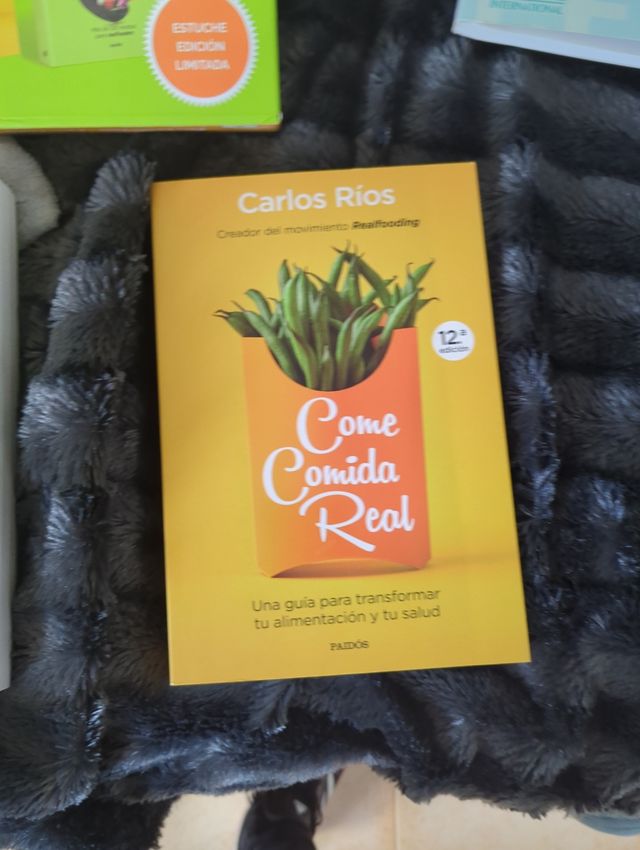 ESTUCHE
EDICIÓN
LIMITADA
INTERNATIONAL
Carlos Ríos
Creador del movimiento Realfooding
12.ª
edición
Come
Comida
Real
Una guía para transformar
tu alimentación y tu salud
PAIDÓS